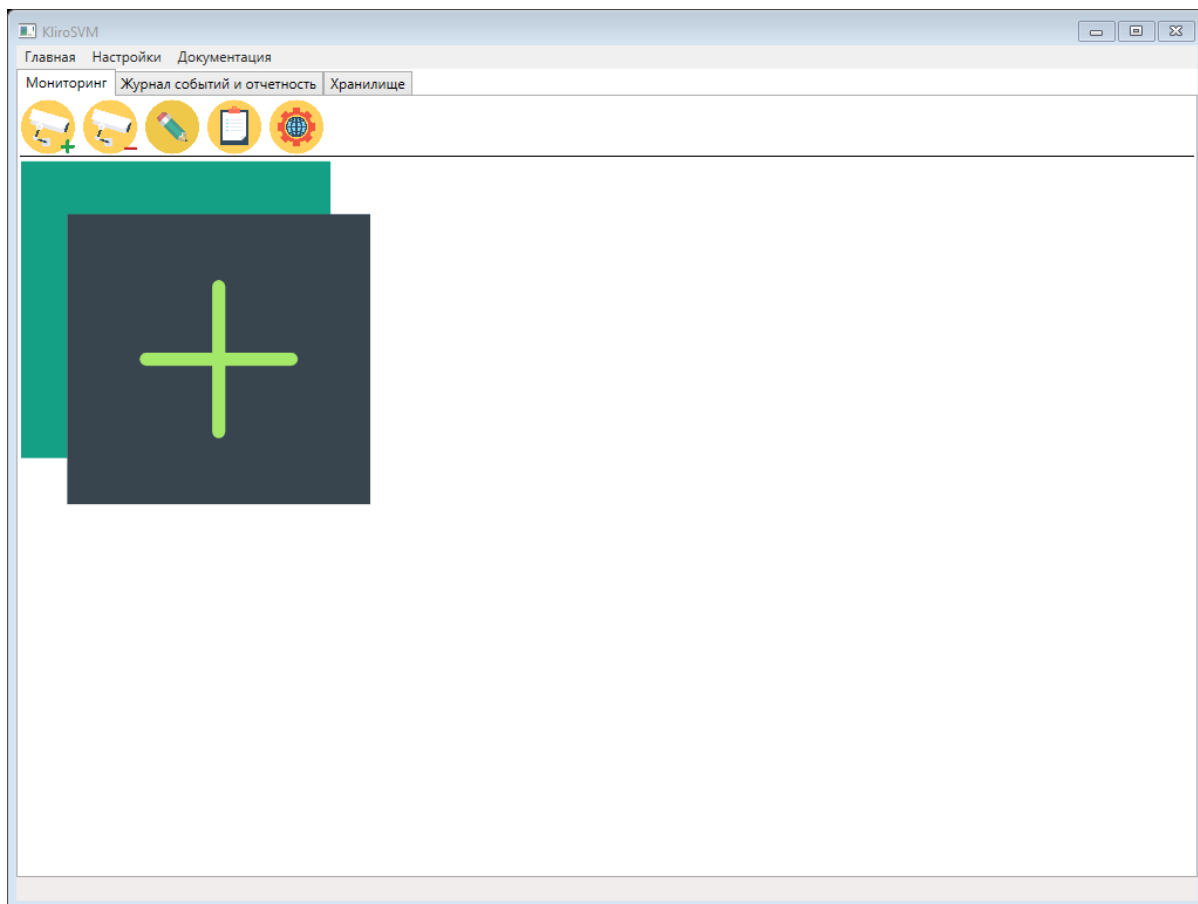 KliroSVM
Главная Настройки Документация
Мониторинг Журнал событий и отчетность Хранилище